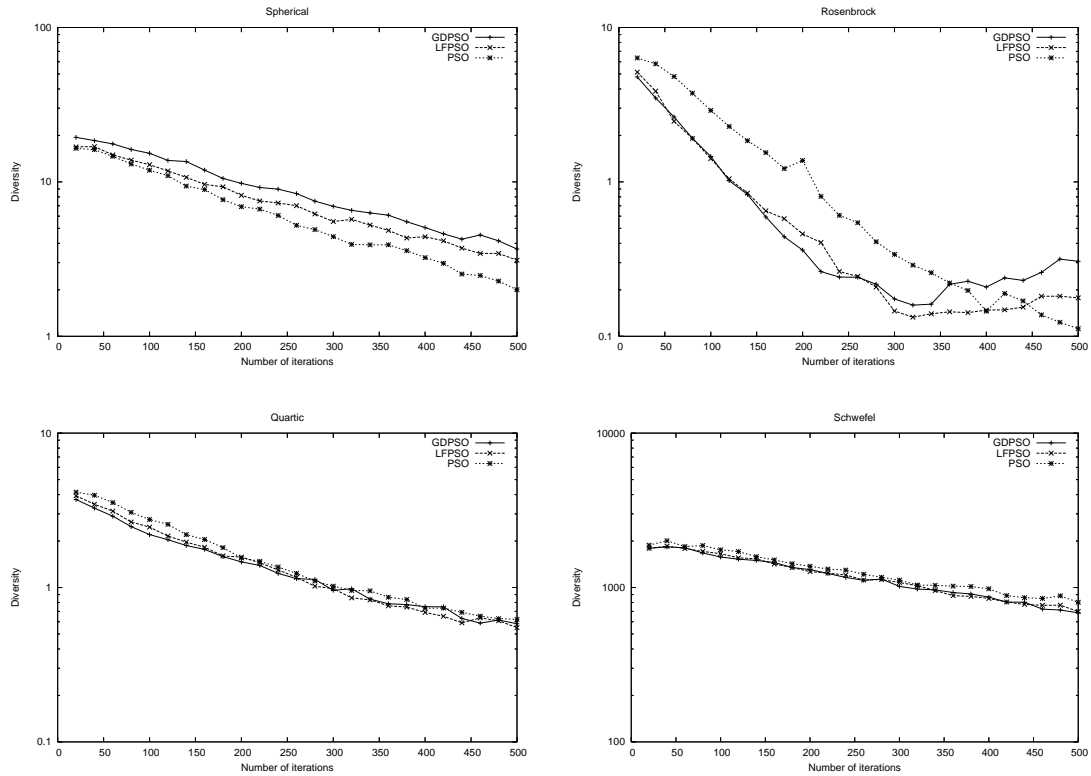 Spherical
100
10
1
Diversity
GDPSO
LFPSO
PSO
0 50 100 150 200 250 300 350 400 450 500
Number of iterations
Rosenbrock
10
1
0.1
Diversity
GDPSO
LFPSO
PSO
0 50 100 150 200 250 300 350 400 450 500
Number of iterations
Quartic
10
1
0.1
Diversity
GDPSO
LFPSO
PSO
0 50 100 150 200 250 300 350 400 450 500
Number of iterations
Schwefel
10000
1000
100
Diversity
GDPSO
LFPSO
PSO
0 50 100 150 200 250 300 350 400 450 500
Number of iterations